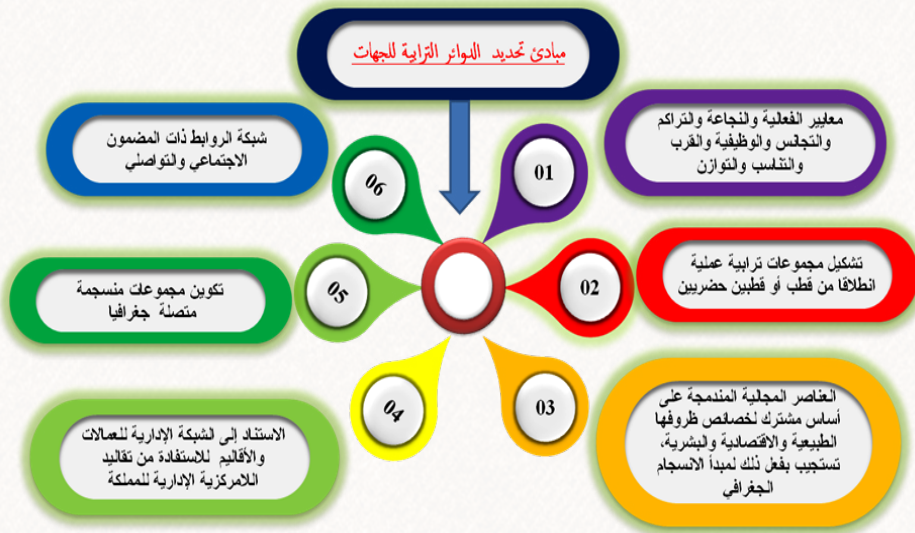 مبادئ تحديد الدوائر الترابية للجهات
01
معايير الفعالية والنجاعة والتراكم
والتجانس والوظيفية والقرب
والتناسب والتوازن
02
تشكيل مجموعات ترابية عملية
انطلاقا من قطب أو قطبين حضريين
03
العناصر المجالية المندمجة على
أساس مشترك لخصائص ظروفها
الطبيعية والاقتصادية والبشرية،
تستجيب بفعل ذلك لمبدأ الانسجام
الجغرافي
04
الاستناد إلى الشبكة الإدارية للعمالات
والأقاليم للاستفادة من تقاليد
اللامركزية الإدارية للمملكة
05
تكوين مجموعات منسجمة
متصلة جغرافيا
06
شبكة الروابط ذات المضمون
الاجتماعي والتواصلي